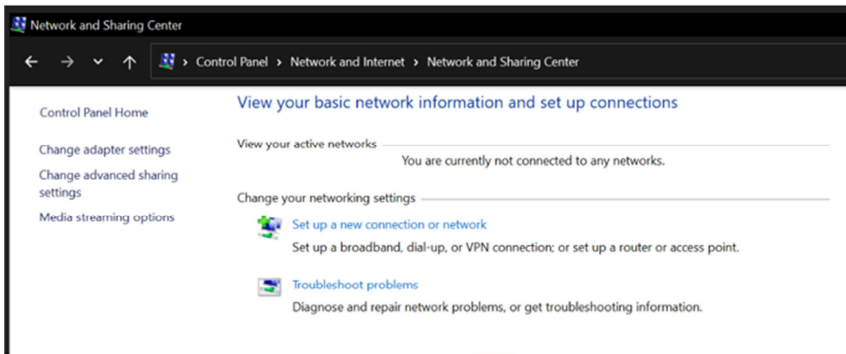 Network and Sharing Center
Control Panel > Network and Internet > Network and Sharing Center
Control Panel Home
Change adapter settings
Change advanced sharing
settings
Media streaming options
View your basic network information and set up connections
View your active networks
You are currently not connected to any networks.
Change your networking settings
Set up a new connection or network
Set up a broadband, dial-up, or VPN connection; or set up a router or access point.
Troubleshoot problems
Diagnose and repair network problems, or get troubleshooting information.